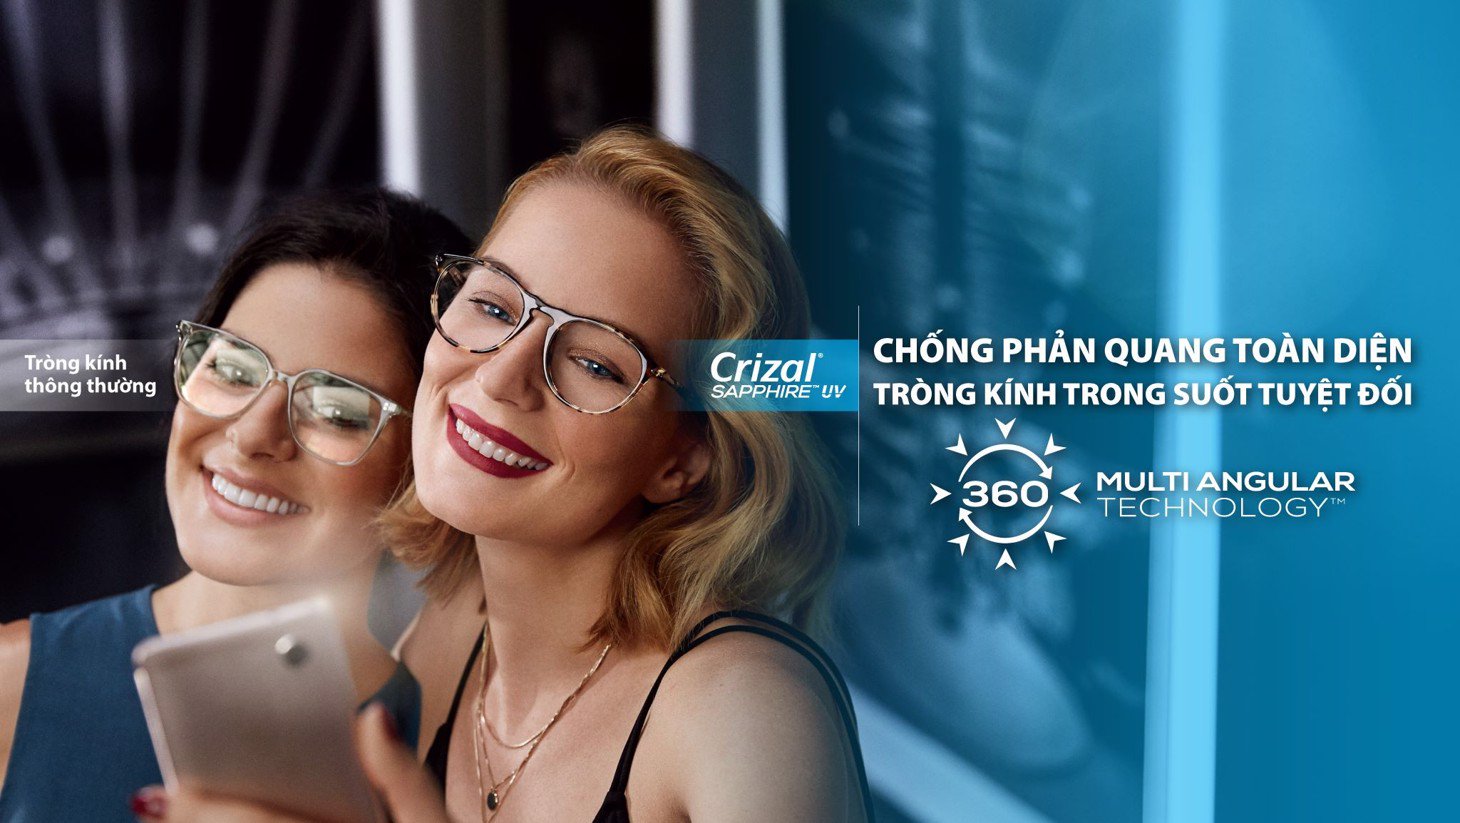 Tròng kính
thông thường
Crizal®
SAPPHIRE™ UV
CHỐNG PHẢN QUANG TOÀN DIỆN
TRÒNG KÍNH TRONG SUỐT TUYỆT ĐỐI
360
MULTI ANGULAR
TECHNOLOGY™